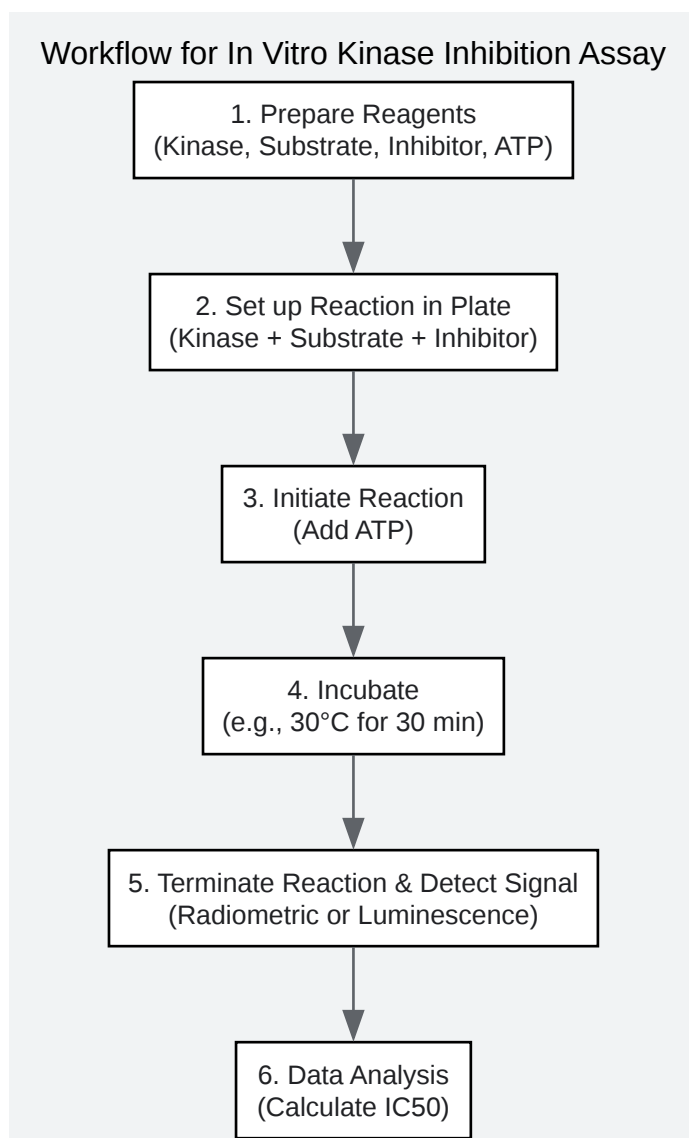 Workflow for In Vitro Kinase Inhibition Assay
1. Prepare Reagents
(Kinase, Substrate, Inhibitor, ATP)
2. Set up Reaction in Plate
(Kinase + Substrate + Inhibitor)
3. Initiate Reaction
(Add ATP)
4. Incubate
(e.g., 30°C for 30 min)
5. Terminate Reaction & Detect Signal
(Radiometric or Luminescence)
6. Data Analysis
(Calculate IC50)